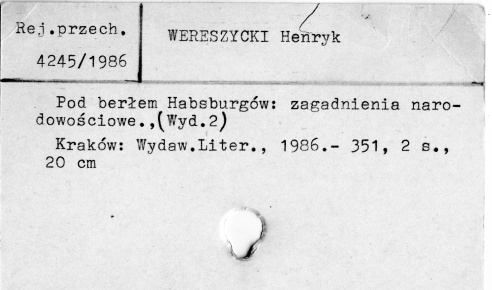 Rej.przech.
4245/1986
WERESZYCKI Henryk
Pod berłem Habsburgów: zagadnienia naro-
dowościowe.,(Wyd.2)
Kraków: Wydaw.Liter., 1986.- 351, 2 s.,
20 cm